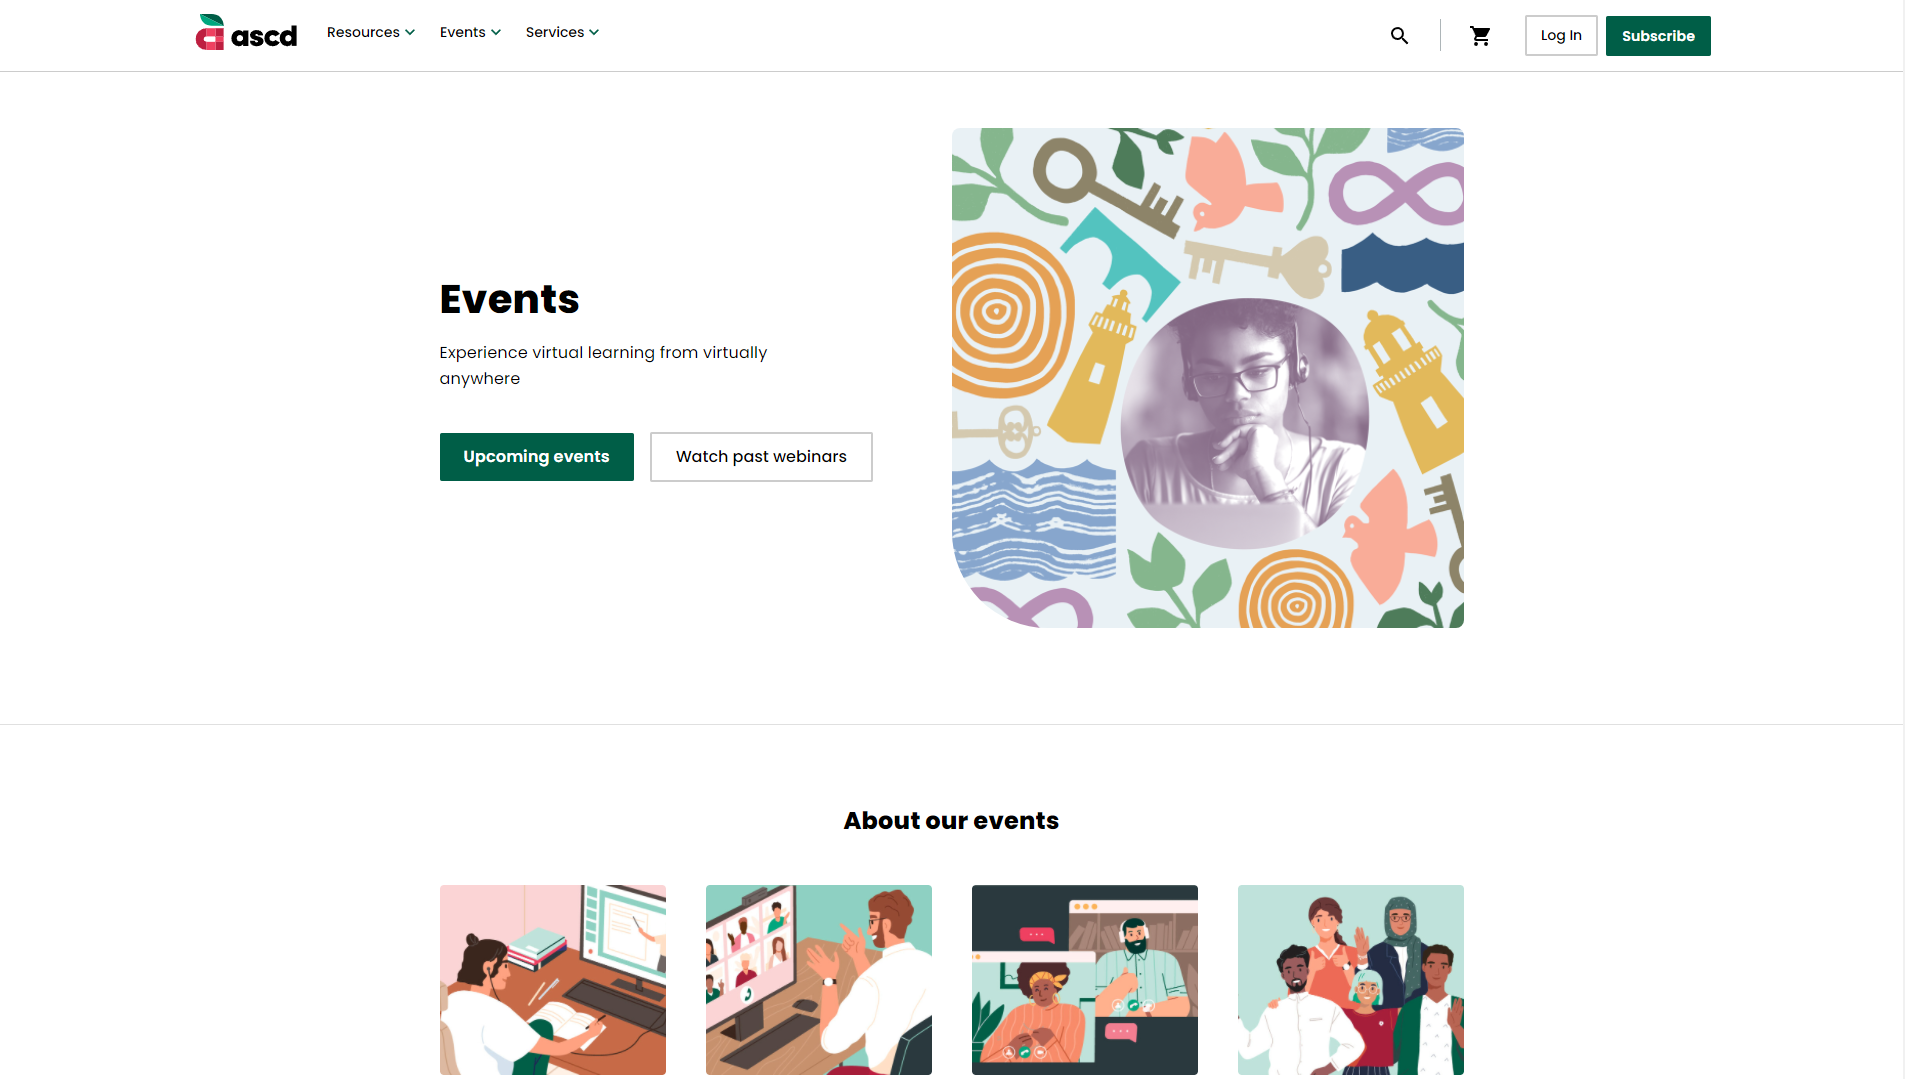 ascd
Resources
Events
Services
Log In
Subscribe
Events
Experience virtual learning from virtually
anywhere
Upcoming events
Watch past webinars
About our events